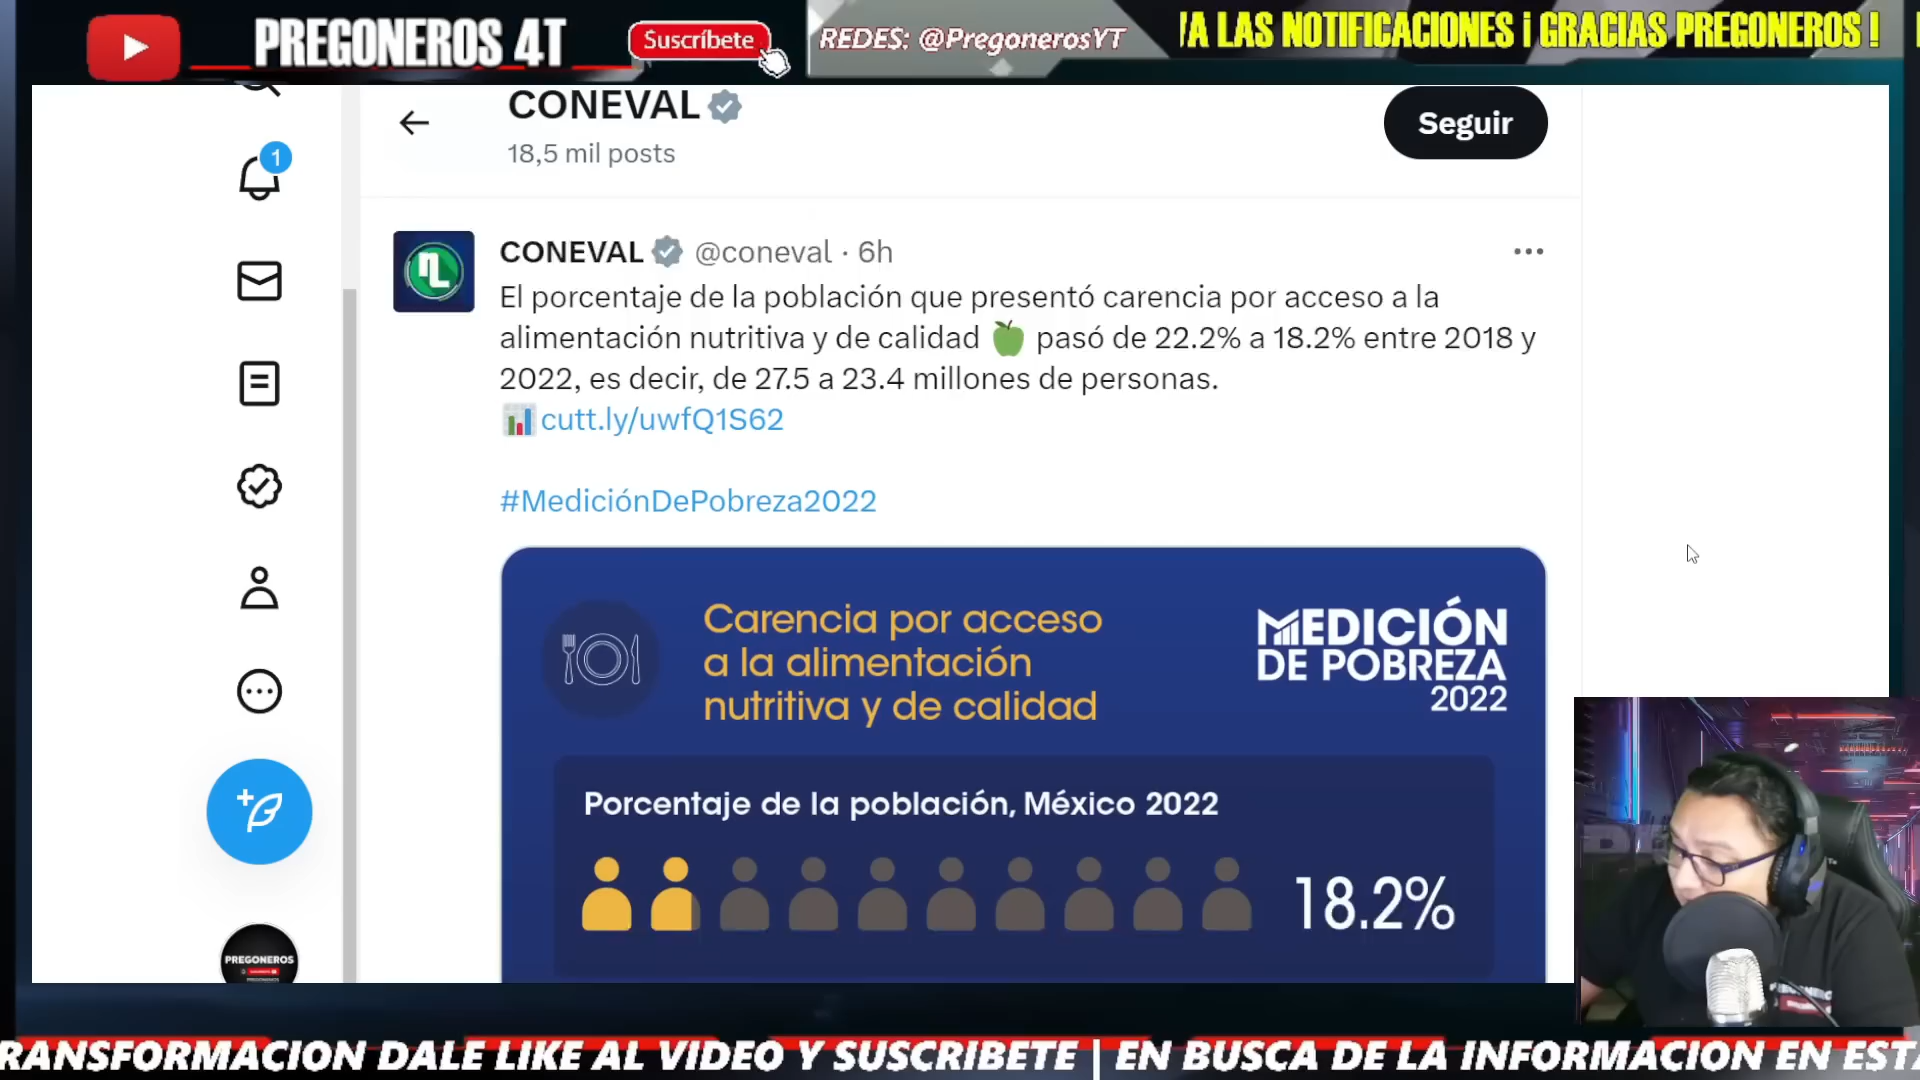 PREGONEROS 4T
Suscríbete
REDES: @PregonerosYT
A LAS NOTIFICACIONES ¡ GRACIAS PREGONEROS !
CONEVAL
18,5 mil posts
Seguir
1
CONEVAL @coneval · 6h
El porcentaje de la población que presentó carencia por acceso a la
alimentación nutritiva y de calidad 🍏 pasó de 22.2% a 18.2% entre 2018 y
2022, es decir, de 27.5 a 23.4 millones de personas.
📊cutt.ly/uwfQ1S62
#MediciónDePobreza2022
Carencia por acceso
a la alimentación
nutritiva y de calidad
MEDICIÓN
DE POBREZA
2022
Porcentaje de la población, México 2022
18.2%
PREGONEROS
RANSFORMACION DALE LIKE AL VIDEO Y SUSCRIBETE | EN BUSCA DE LA INFORMACION EN ESTA